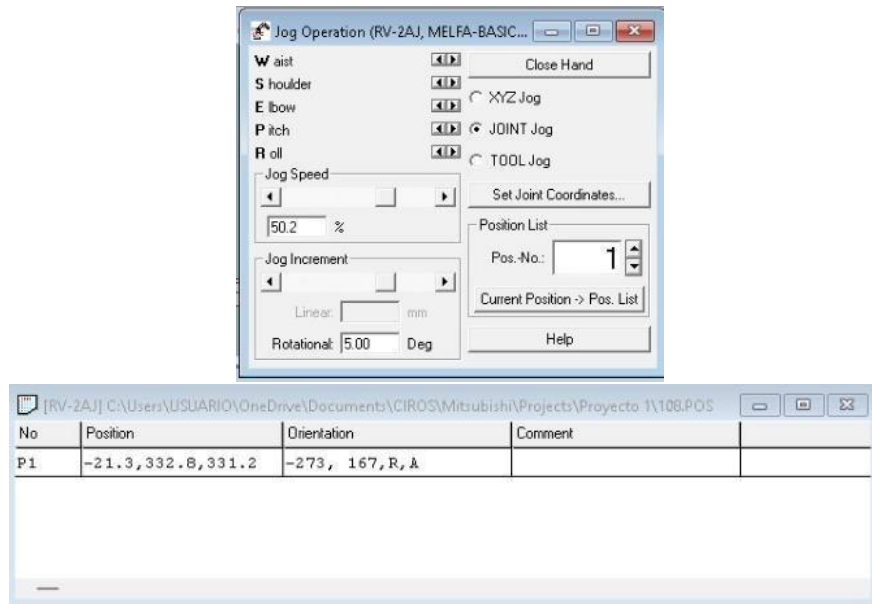 Jog Operation (RV-2AJ, MELFA-BASIC...
Waist
Shoulder
Elbow
Pitch
Roll
Close Hand
XYZ Jog
JOINT Jog
TOOL Jog
Jog Speed
50.2 %
Set Joint Coordinates...
Position List
Pos.-No.: 1
Current Position -> Pos. List
Jog Increment
Linear: mm
Rotational: 5.00 Deg
Help
[RV-2AJ] C:\Users\USUARIO\OneDrive\Documents\CIROS\Mitsubishi\Projects\Proyecto 1\108.POS
No Position Orientation Comment
P1 -21.3,332.8,331.2 -273, 167,R,A